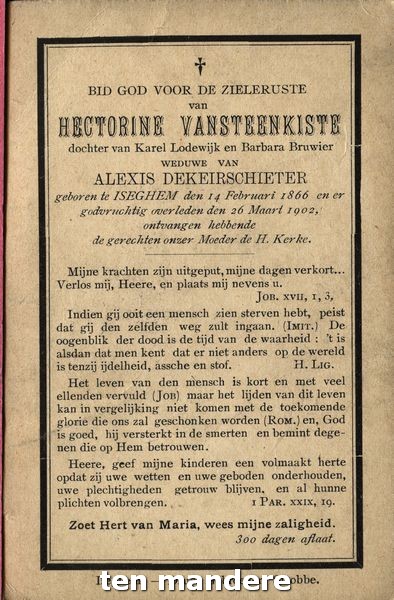 BID GOD VOOR DE ZIELERUSTE
van
HECTORINE VANSTEENKISTE
dochter van Karel Lodewijk en Barbara Bruwier
WEDUWE VAN
ALEXIS DEKEIRSCHIETER
geboren te ISEGHEM den 14 Februari 1866 en er
godvruchtig overleden den 26 Maart 1902,
ontvangen hebbende
de gerechten onzer Moeder de H. Kerke.
Mijne krachten zijn uitgeput, mijne dagen verkort...
Verlos mij, Heere, en plaats mij nevens u.
JOB. XVII, 1, 3,
Indien gij ooit een mensch zien sterven hebt, peist
dat gij den zelfden weg zult ingaan. (IMIT.) De
oogenblik der dood is de tijd van de waarheid : 't is
alsdan dat men kent dat er niet anders op de wereld
is tenzij ijdelheid, assche en stof. H. LIG.
Het leven van den mensch is kort en met veel
ellenden vervuld (JOB) maar het lijden van dit leven
kan in vergelijking niet komen met de toekomende
glorie die ons zal geschonken worden (ROM.) en, God
is goed, hij versterkt in de smerten en bemint dege-
nen die op Hem betrouwen.
Heere, geef mijne kinderen een volmaakt herte
opdat zij uwe wetten en uwe geboden onderhouden,
uwe plechtigheden getrouw blijven, en al hunne
plichten volbrengen. 1 PAR. XXIX, 19.
Zoet Hert van Maria, wees mijne zaligheid.
300 dagen aflaat.
ten mandere
obbe.